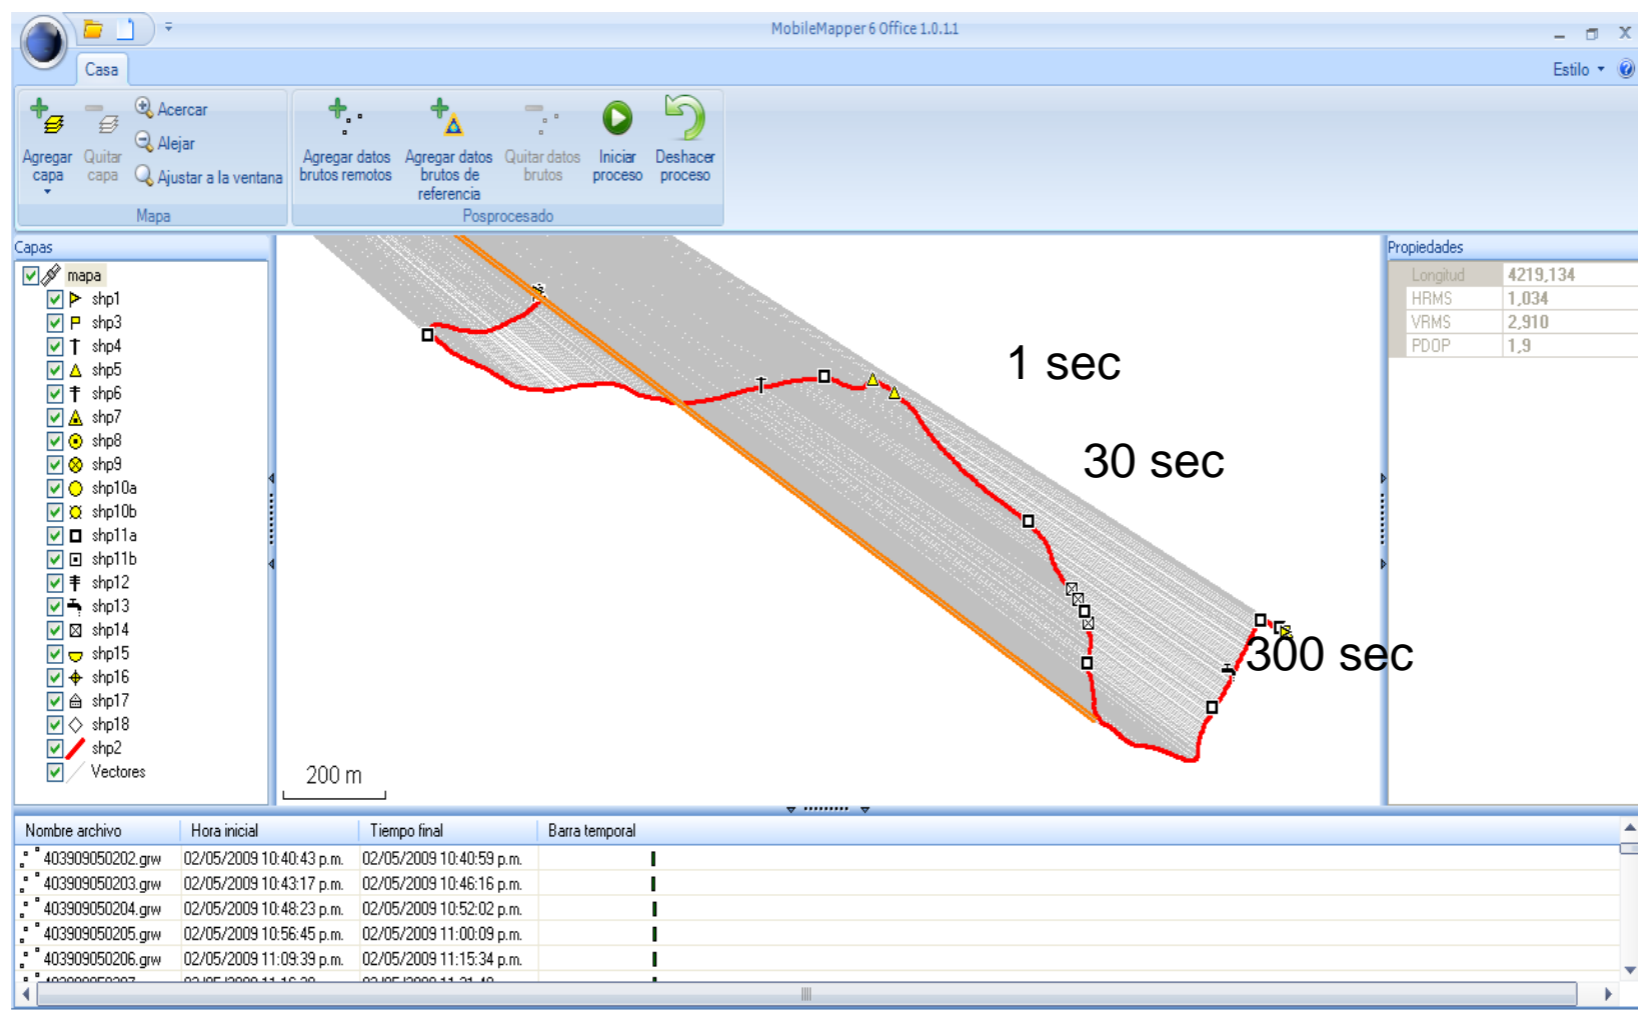 MobileMapper 6 Office 1.0.1.1
Casa
Estilo
Agregar capa
Quitar capa
Acercar
Alejar
Ajustar a la ventana
Mapa
Agregar datos brutos remotos
Agregar datos brutos de referencia
Quitar datos brutos
Iniciar proceso
Deshacer proceso
Posprocesado
Capas
mapa
shp1
shp3
shp4
shp5
shp6
shp7
shp8
shp9
shp10a
shp10b
shp11a
shp11b
shp12
shp13
shp14
shp15
shp16
shp17
shp18
shp2
Vectores
1 sec
30 sec
300 sec
200 m
Propiedades
Longitud 4219,134
HRMS 1,034
VRMS 2,910
PDOP 1,9
Nombre archivo Hora inicial Tiempo final Barra temporal
403909050202.grw 02/05/2009 10:40:43 p.m. 02/05/2009 10:40:59 p.m.
403909050203.grw 02/05/2009 10:43:17 p.m. 02/05/2009 10:46:16 p.m.
403909050204.grw 02/05/2009 10:48:23 p.m. 02/05/2009 10:52:02 p.m.
403909050205.grw 02/05/2009 10:56:45 p.m. 02/05/2009 11:00:09 p.m.
403909050206.grw 02/05/2009 11:09:39 p.m. 02/05/2009 11:15:34 p.m.